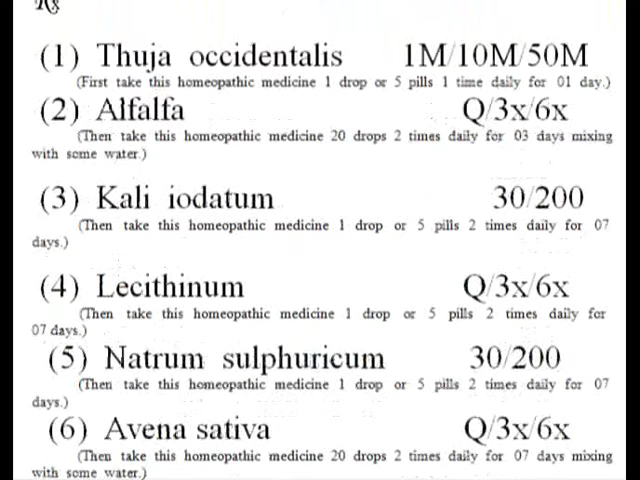 (1) Thuja occidentalis 1M/10M/50M
(First take this homeopathic medicine 1 drop or 5 pills 1 time daily for 01 day.)
(2) Alfalfa Q/3x/6x
(Then take this homeopathic medicine 20 drops 2 times daily for 03 days mixing
with some water.)
(3) Kali iodatum 30/200
(Then take this homeopathic medicine 1 drop or 5 pills 2 times daily for 07
days.)
(4) Lecithinum Q/3x/6x
(Then take this homeopathic medicine 1 drop or 5 pills 2 times daily for
07 days.)
(5) Natrum sulphuricum 30/200
(Then take this homeopathic medicine 1 drop or 5 pills 2 times daily for 07
days.)
(6) Avena sativa Q/3x/6x
(Then take this homeopathic medicine 20 drops 2 times daily for 07 days mixing
with some water.)